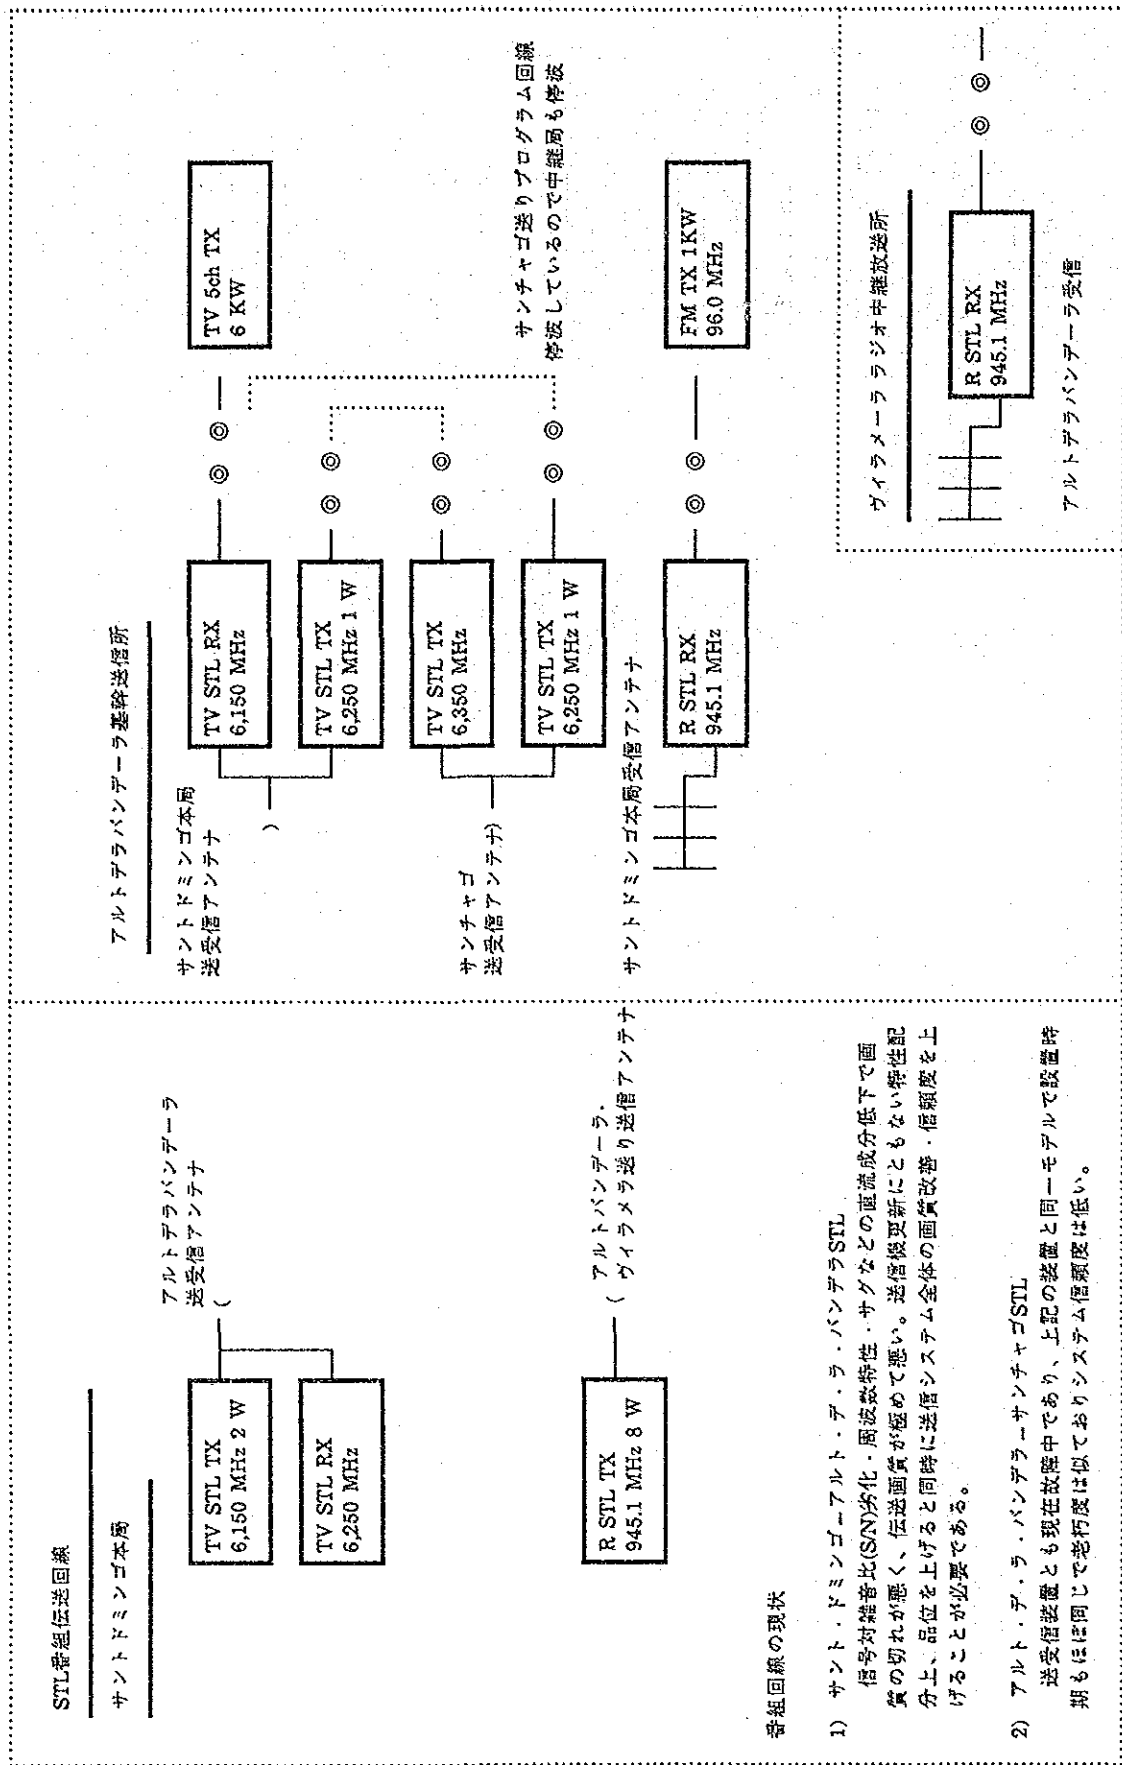 STL番組伝送回線
サントドミンゴ本局
TV STL TX
6,150 MHz 2 W
TV STL RX
6,250 MHz
アルトデラバンデーラ
送受信アンテナ
R STL TX
945.1 MHz 8 W
アルトバンデーラ．
ヴィラメラ送り送信アンテナ
番組回線の現状
1) サント・ドミンゴーアルト・デ・ラ・バンデラSTL
信号対雑音比(S/N)劣化・周波数特性・サグなどの直流成分低下で画
質の切れが悪く、伝送画質が極めて悪い。送信機更新にともない特性配
分上、品位を上げると同時に送信システム全体の画質改善・信頼度を上
げることが必要である。
2) アルト・デ・ラ・バンデラーサンチャゴSTL
送受信装置とも現在故障中であり、上記の装置と同一モデルで設置時
期もほぼ同じで老朽度は似ておりシステム信頼度は低い。
アルトデラバンデーラ基幹送信所
サントドミンゴ本局
送受信アンテナ
TV STL RX
6,150 MHz
TV STL TX
6,250 MHz 1 W
TV STL TX
6,350 MHz
TV STL TX
6,250 MHz 1 W
サンチャゴ
送受信アンテナ
サントドミンゴ本局受信アンテナ
R STL RX
945.1 MHz
TV 5ch TX
6 KW
サンチャゴ送りプログラム回線
停波しているので中継局も停波
FM TX 1KW
96.0 MHz
ヴィラメーララジオ中継放送所
R STL RX
945.1 MHz
アルトデラバンデーラ受信